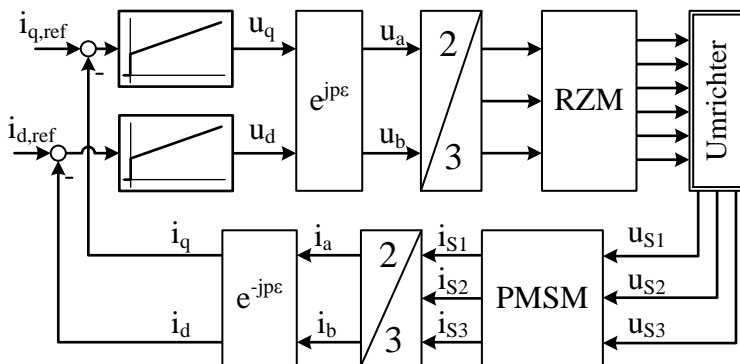 i_q,ref
-
u_q
e^jpε
u_a
2
3
RZM
Umrichter
i_d,ref
-
u_d
u_b
i_q
i_d
e^-jpε
i_a
i_b
2
3
i_S1
i_S2
i_S3
PMSM
u_S1
u_S2
u_S3